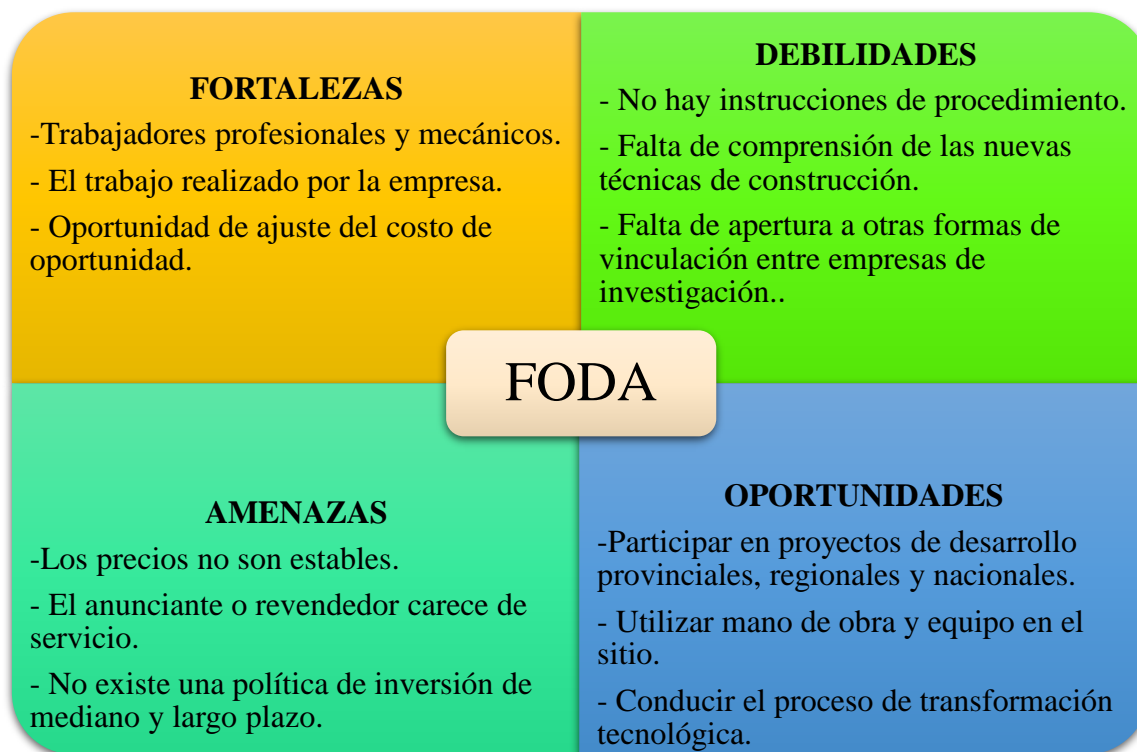 FORTALEZAS
-Trabajadores profesionales y mecánicos.
- El trabajo realizado por la empresa.
- Oportunidad de ajuste del costo de
oportunidad.
DEBILIDADES
- No hay instrucciones de procedimiento.
- Falta de comprensión de las nuevas
técnicas de construcción.
- Falta de apertura a otras formas de
vinculación entre empresas de
investigación..
FODA
AMENAZAS
-Los precios no son estables.
- El anunciante o revendedor carece de
servicio.
- No existe una política de inversión de
mediano y largo plazo.
OPORTUNIDADES
-Participar en proyectos de desarrollo
provinciales, regionales y nacionales.
- Utilizar mano de obra y equipo en el
sitio.
- Conducir el proceso de transformación
tecnológica.